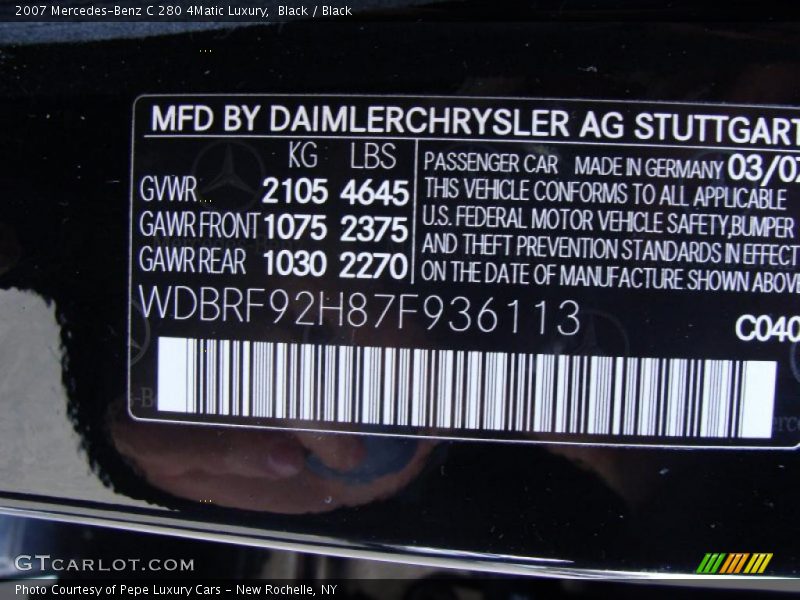 2007 Mercedes-Benz C 280 4Matic Luxury, Black / Black
MFD BY DAIMLERCHRYSLER AG STUTTGART
KG LBS
GVWR 2105 4645
GAWR FRONT 1075 2375
GAWR REAR 1030 2270
PASSENGER CAR MADE IN GERMANY 03/07
THIS VEHICLE CONFORMS TO ALL APPLICABLE
U.S. FEDERAL MOTOR VEHICLE SAFETY,BUMPER
AND THEFT PREVENTION STANDARDS IN EFFECT
ON THE DATE OF MANUFACTURE SHOWN ABOVE
WDBRF92H87F936113
C040
GTCARLOT.COM
Photo Courtesy of Pepe Luxury Cars - New Rochelle, NY